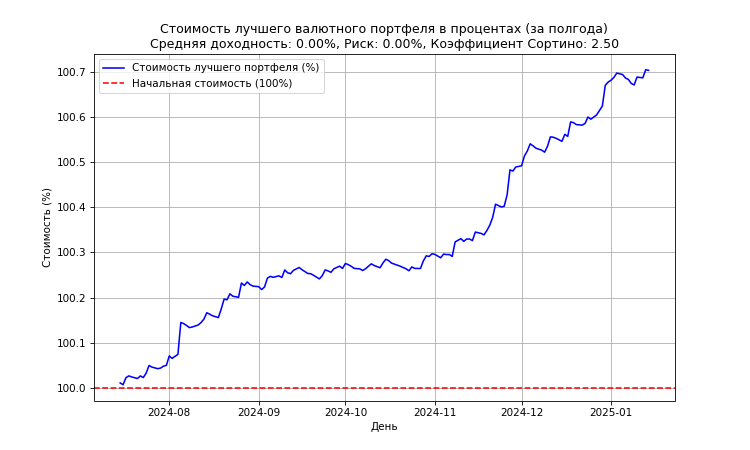 Стоимость лучшего валютного портфеля в процентах (за полгода)
Средняя доходность: 0.00%, Риск: 0.00%, Коэффициент Сортино: 2.50
Стоимость лучшего портфеля (%)
Начальная стоимость (100%)
100.7
100.6
100.5
100.4
100.3
100.2
100.1
100.0
Стоимость (%)
2024-08
2024-09
2024-10
2024-11
2024-12
2025-01
День